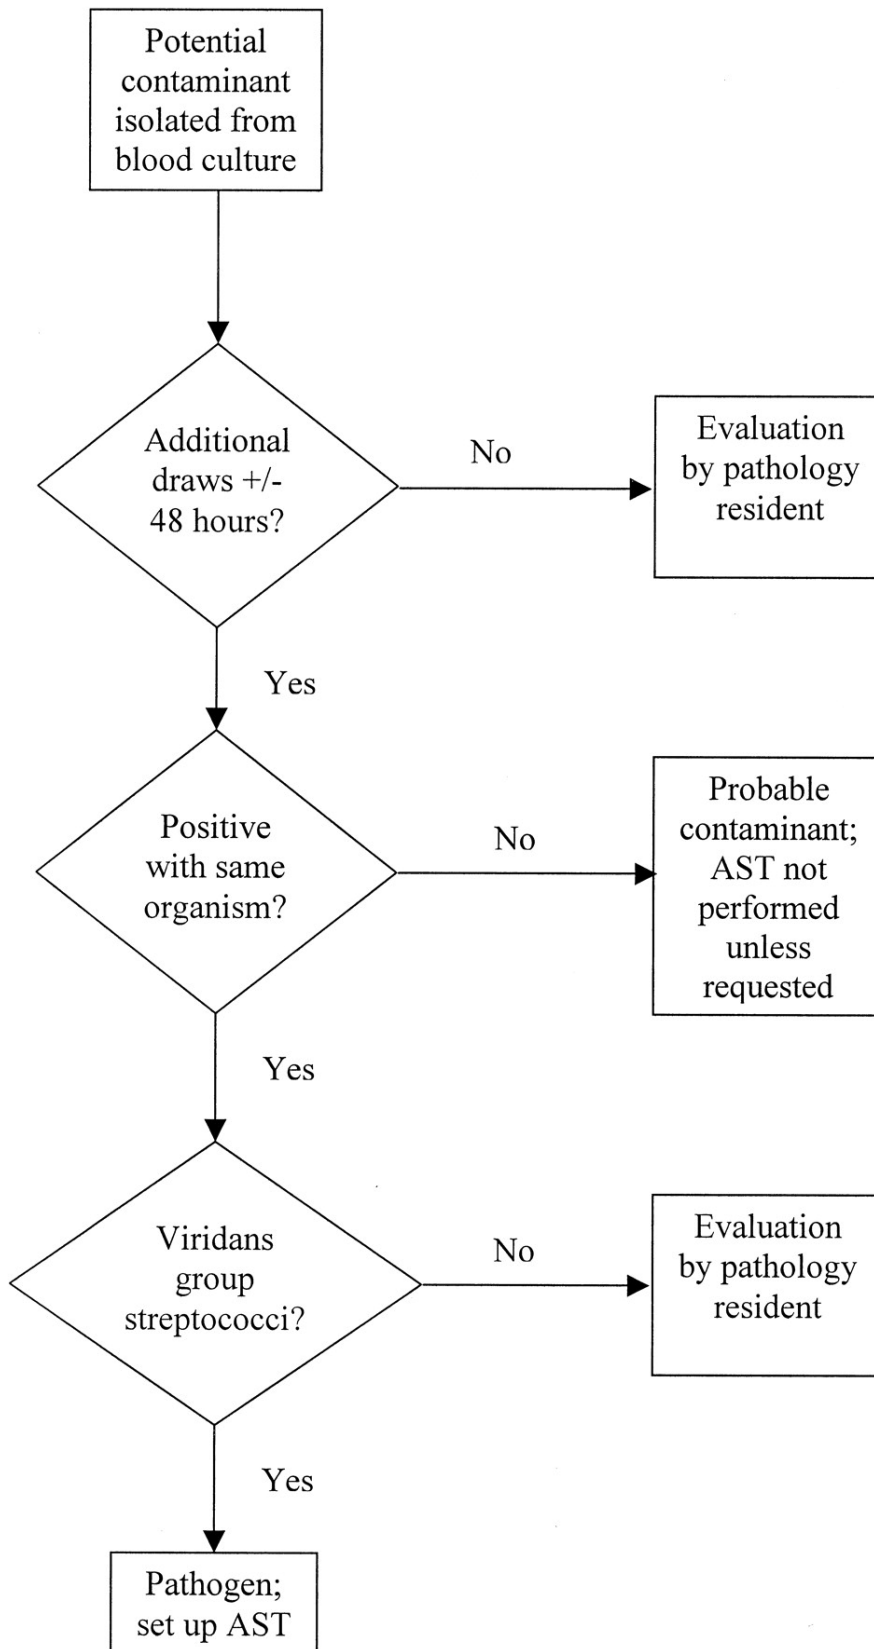 Potential
contaminant
isolated from
blood culture
Additional
draws +/-
48 hours?
No
Evaluation
by pathology
resident
Yes
Positive
with same
organism?
No
Probable
contaminant;
AST not
performed
unless
requested
Yes
Viridans
group
streptococci?
No
Evaluation
by pathology
resident
Yes
Pathogen;
set up AST